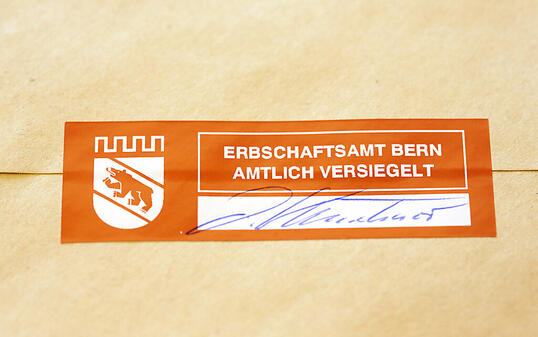 ERBSCHAFTSAMT BERN
AMTLICH VERSIEGELT